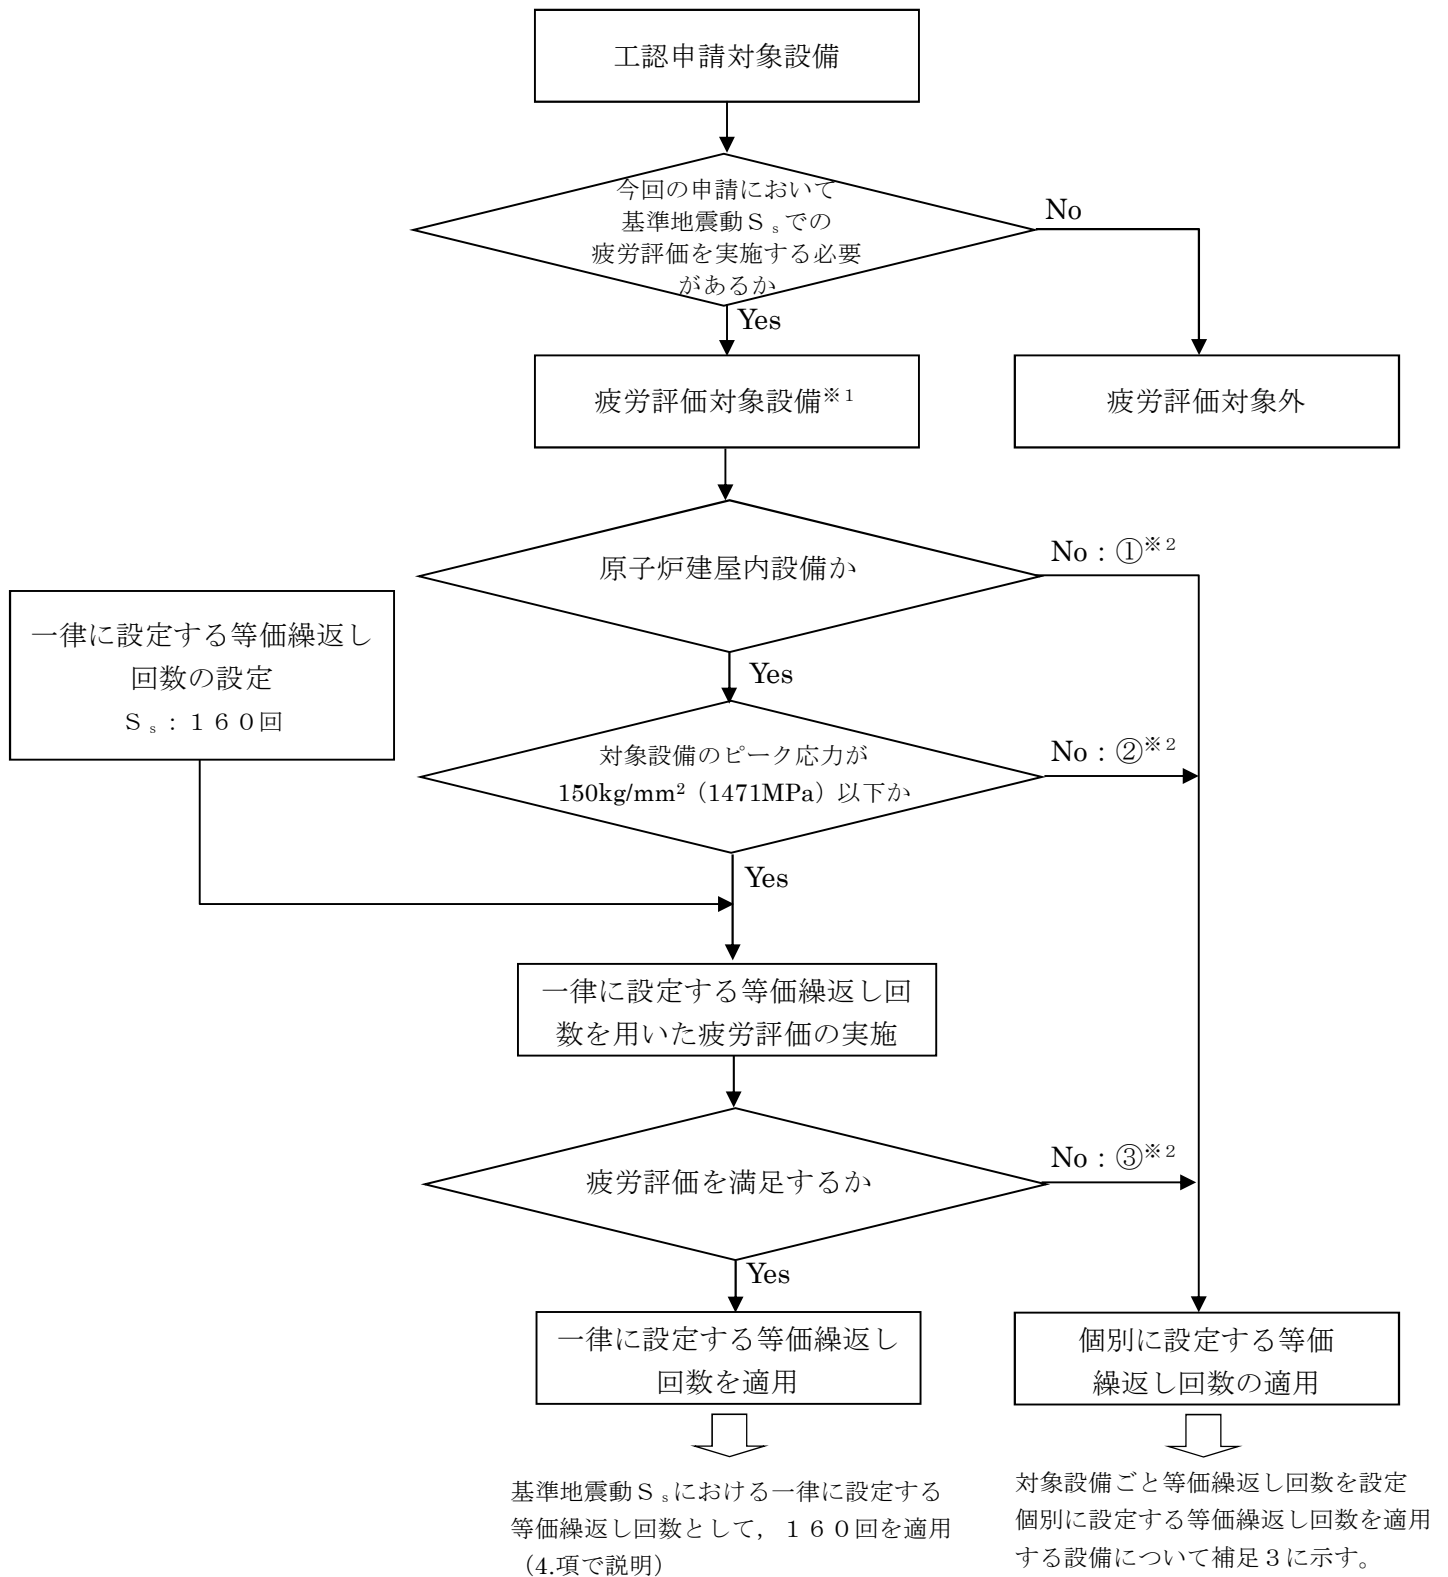 工認申請対象設備
今回の申請において
基準地震動Ｓｓでの
疲労評価を実施する必要
があるか
No
Yes
疲労評価対象設備※１
疲労評価対象外
原子炉建屋内設備か
No：①※２
Yes
一律に設定する等価繰返し
回数の設定
Ｓｓ：１６０回
対象設備のピーク応力が
150kg/mm²（1471MPa）以下か
No：②※２
Yes
一律に設定する等価繰返し回
数を用いた疲労評価の実施
疲労評価を満足するか
No：③※２
Yes
一律に設定する等価繰返し
回数を適用
個別に設定する等価
繰返し回数の適用
基準地震動Ｓｓにおける一律に設定する
等価繰返し回数として，１６０回を適用
（4.項で説明）
対象設備ごと等価繰返し回数を設定
個別に設定する等価繰返し回数を適用
する設備について補足３に示す。